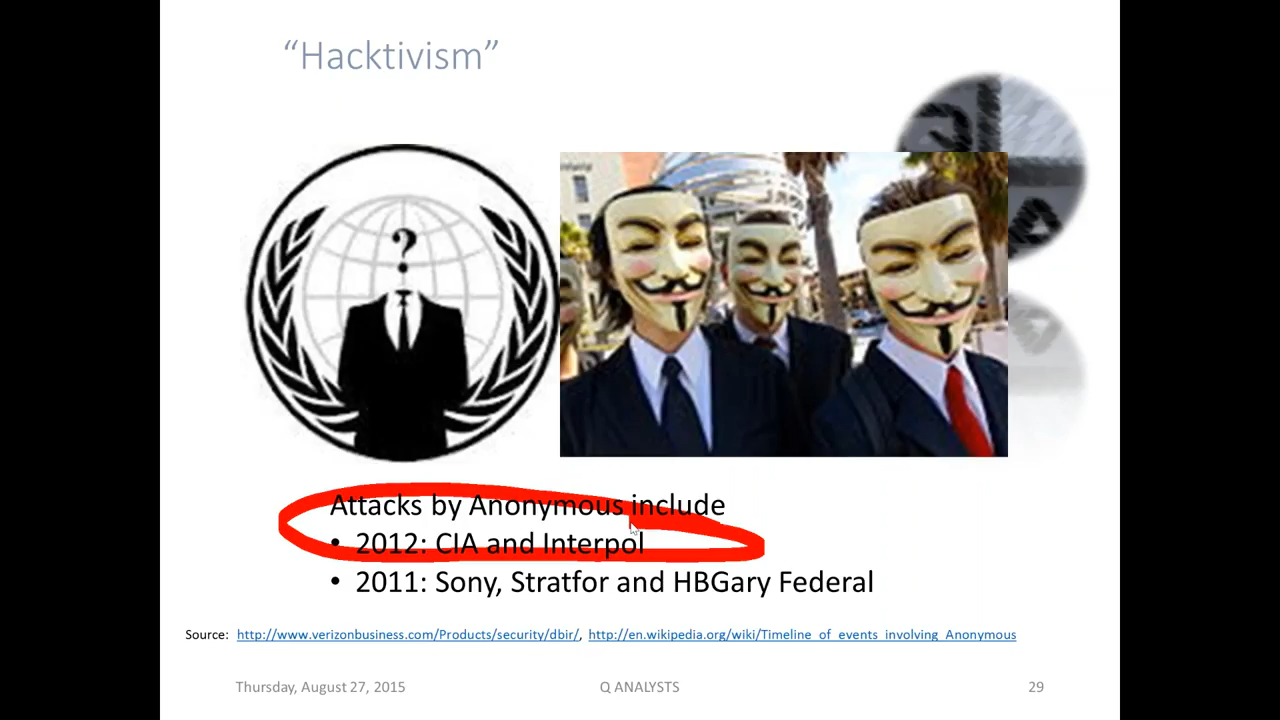 “Hacktivism”
?
Attacks by Anonymous include
• 2012: CIA and Interpol
• 2011: Sony, Stratfor and HBGary Federal
Source: http://www.verizonbusiness.com/Products/security/dbir/, http://en.wikipedia.org/wiki/Timeline_of_events_involving_Anonymous
Thursday, August 27, 2015 Q ANALYSTS 29